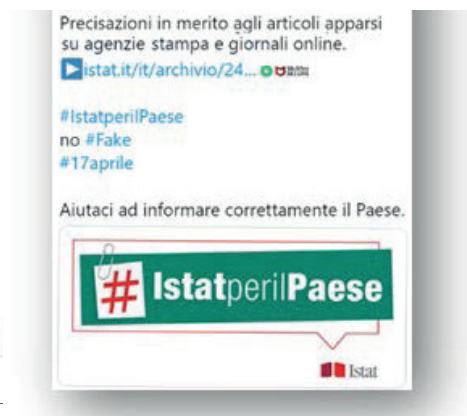 Precisazioni in merito agli articoli apparsi
su agenzie stampa e giornali online.
istat.it/it/archivio/24...
#IstatperilPaese
no #Fake
#17aprile
Aiutaci ad informare correttamente il Paese.
# IstatperilPaese
Istat